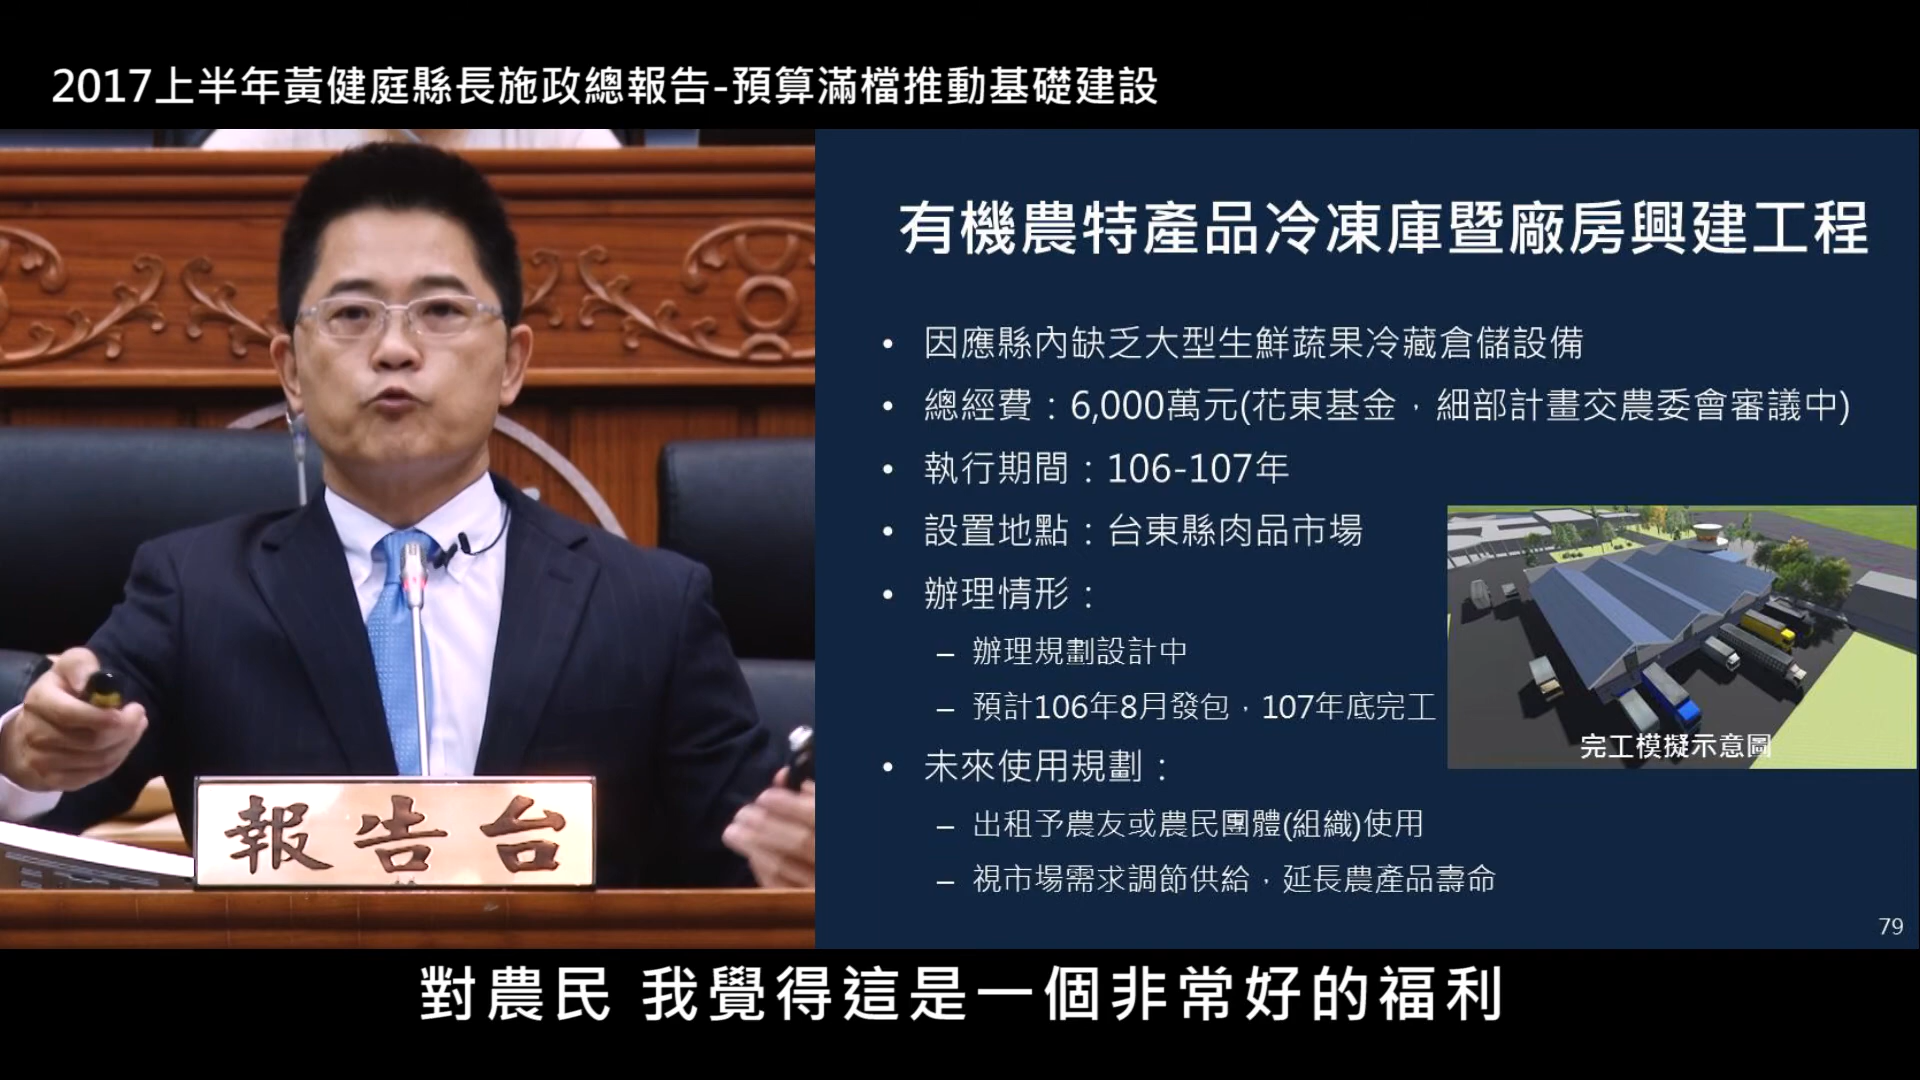 2017上半年黃健庭縣長施政總報告-預算滿檔推動基礎建設
有機農特產品冷凍庫暨廠房興建工程
• 因應縣內缺乏大型生鮮蔬果冷藏倉儲設備
• 總經費：6,000萬元(花東基金，細部計畫交農委會審議中)
• 執行期間：106-107年
• 設置地點：台東縣肉品市場
• 辦理情形：
– 辦理規劃設計中
– 預計106年8月發包，107年底完工
完工模擬示意圖
• 未來使用規劃：
– 出租予農友或農民團體(組織)使用
– 視市場需求調節供給，延長農產品壽命
79
報告台
對農民 我覺得這是一個非常好的福利